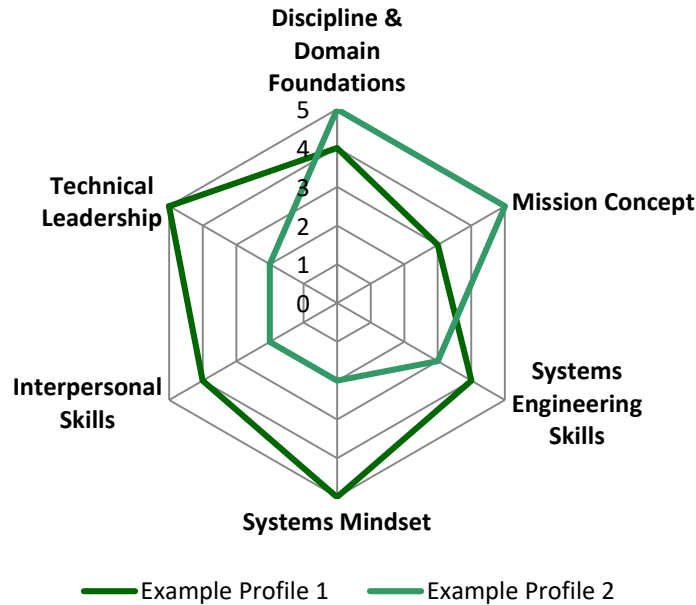 Discipline &
Domain
Foundations
5
4
3
2
1
0
Technical
Leadership
Mission Concept
Interpersonal
Skills
Systems
Engineering
Skills
Systems Mindset
Example Profile 1
Example Profile 2